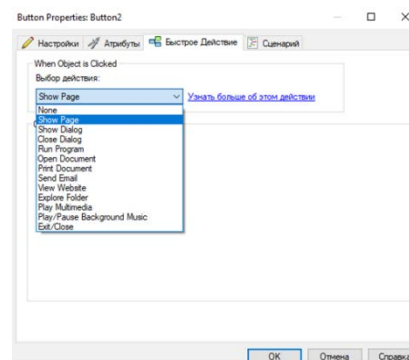 Button Properties: Button2
Настройки Атрибуты Быстрое Действие Сценарий
When Object is Clicked
Выбор действия:
Show Page Узнать больше об этом действии
None
Show Page
Show Dialog
Close Dialog
Run Program
Open Document
Print Document
Send Email
View Website
Explore Folder
Play Multimedia
Play/Pause Background Music
Exit/Close
OK Отмена Справка